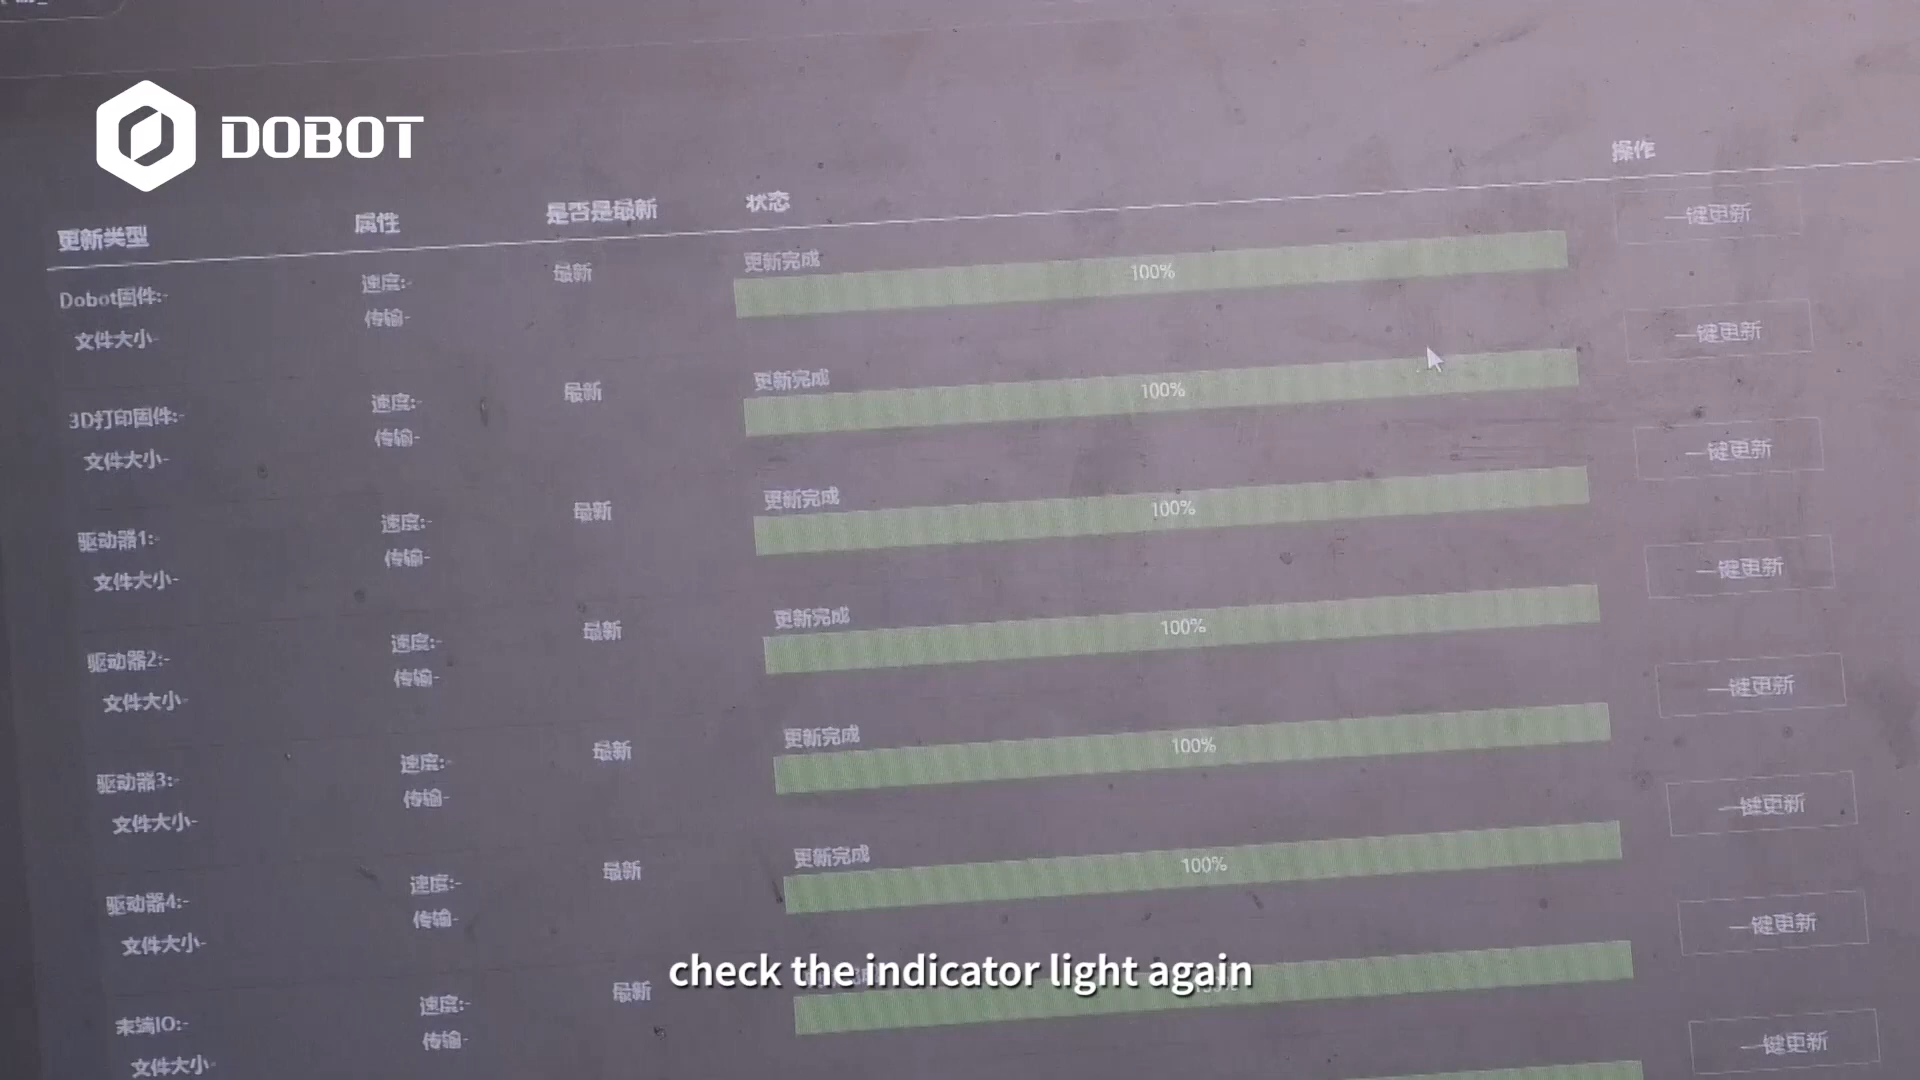 DOBOT
更新类型 属性 是否是最新 状态 操作
Dobot固件:- 速度:- 最新 更新完成 100% 一键更新
文件大小- 传输-
3D打印固件:- 速度:- 最新 更新完成 100% 一键更新
文件大小- 传输-
驱动器1:- 速度:- 最新 更新完成 100% 一键更新
文件大小- 传输-
驱动器2:- 速度:- 最新 更新完成 100% 一键更新
文件大小- 传输-
驱动器3:- 速度:- 最新 更新完成 100% 一键更新
文件大小- 传输-
驱动器4:- 速度:- 最新 更新完成 100% 一键更新
文件大小- 传输-
末端IO:- 速度:- 最新 一键更新
文件大小- 传输-
一键更新
check the indicator light again